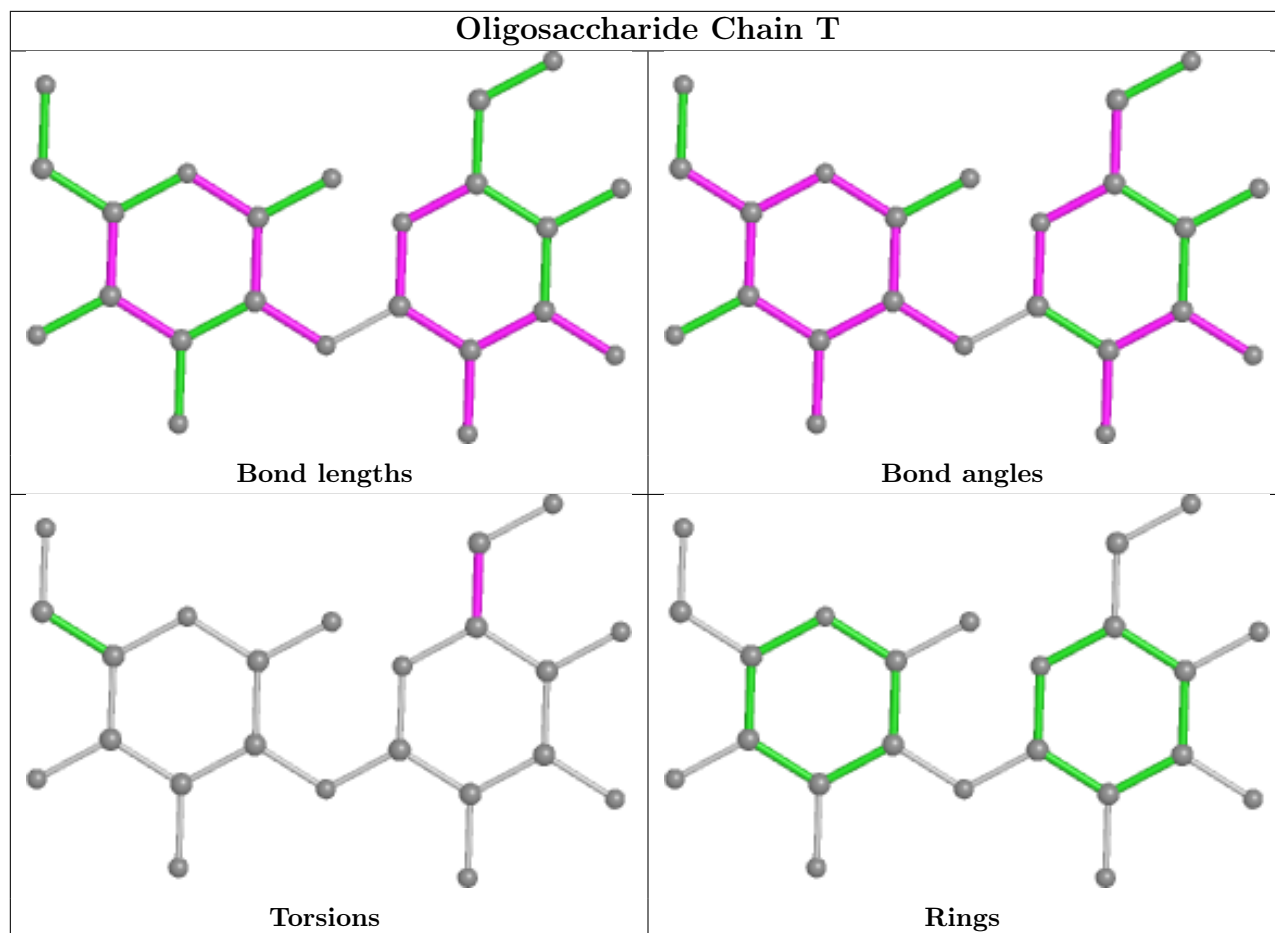 Oligosaccharide Chain T
Bond lengths
Bond angles
Torsions
Rings